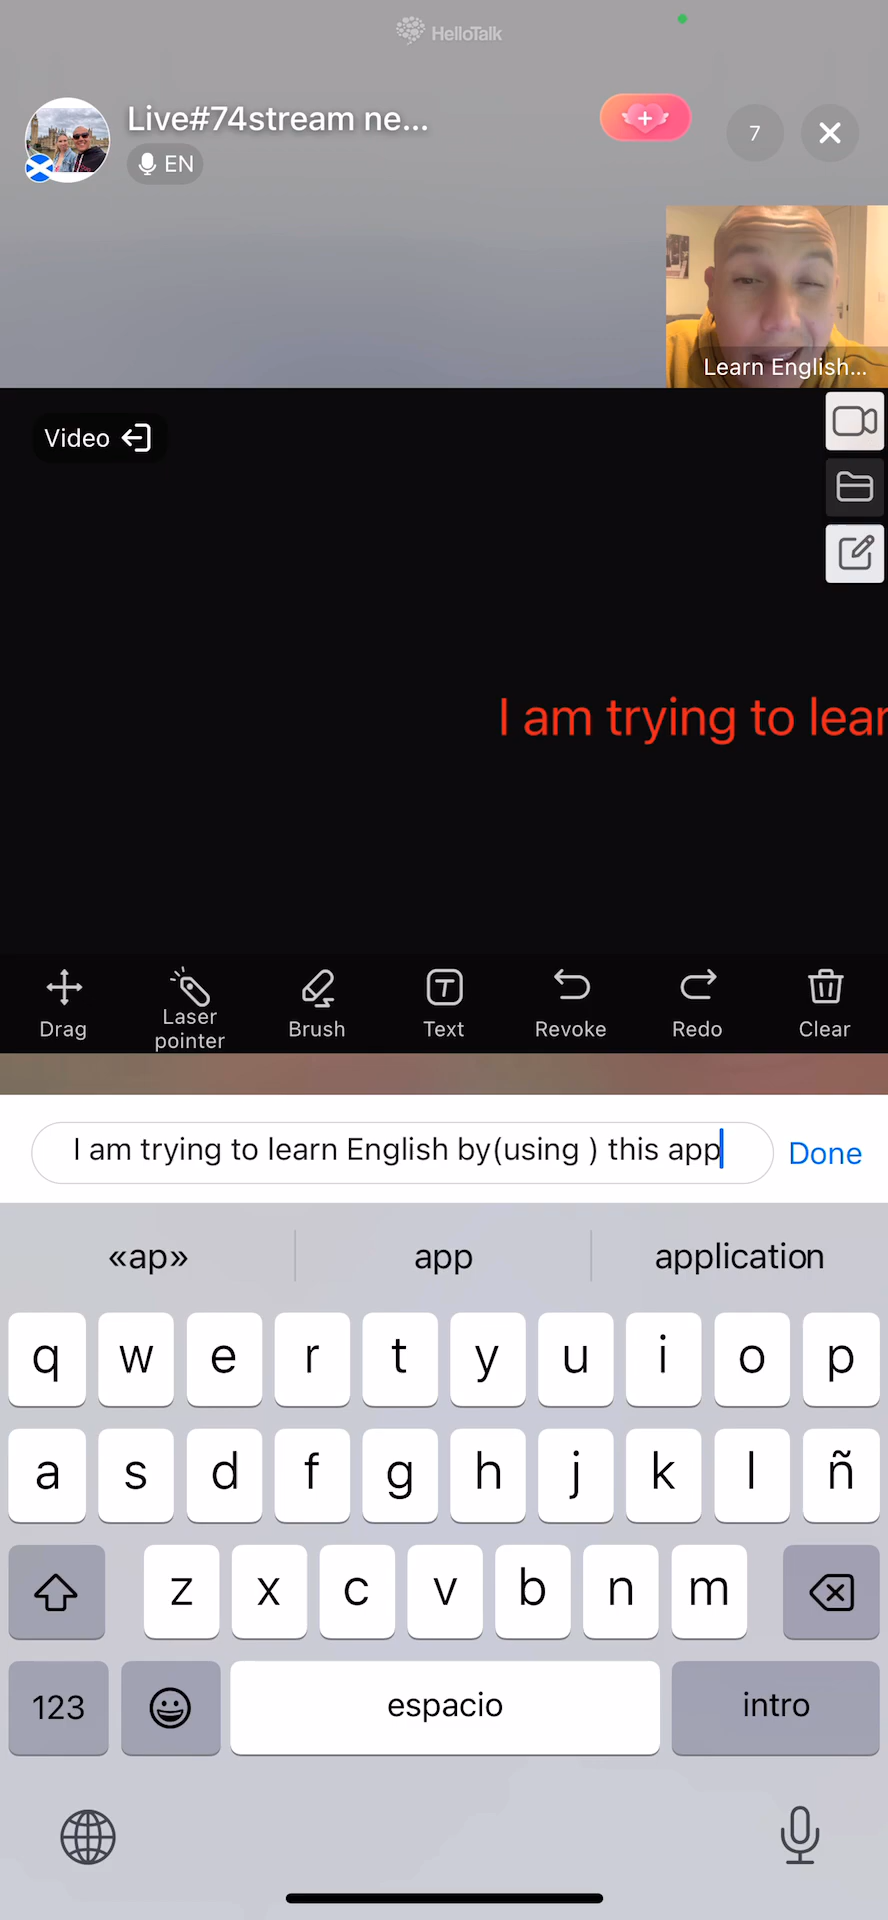 HelloTalk
Live#74stream ne...
EN
7
Learn English...
Video
I am trying to lear
Drag
Laser pointer
Brush
Text
Revoke
Redo
Clear
I am trying to learn English by(using ) this app
Done
«ap»
app
application
q w e r t y u i o p
a s d f g h j k l ñ
z x c v b n m
123
espacio
intro